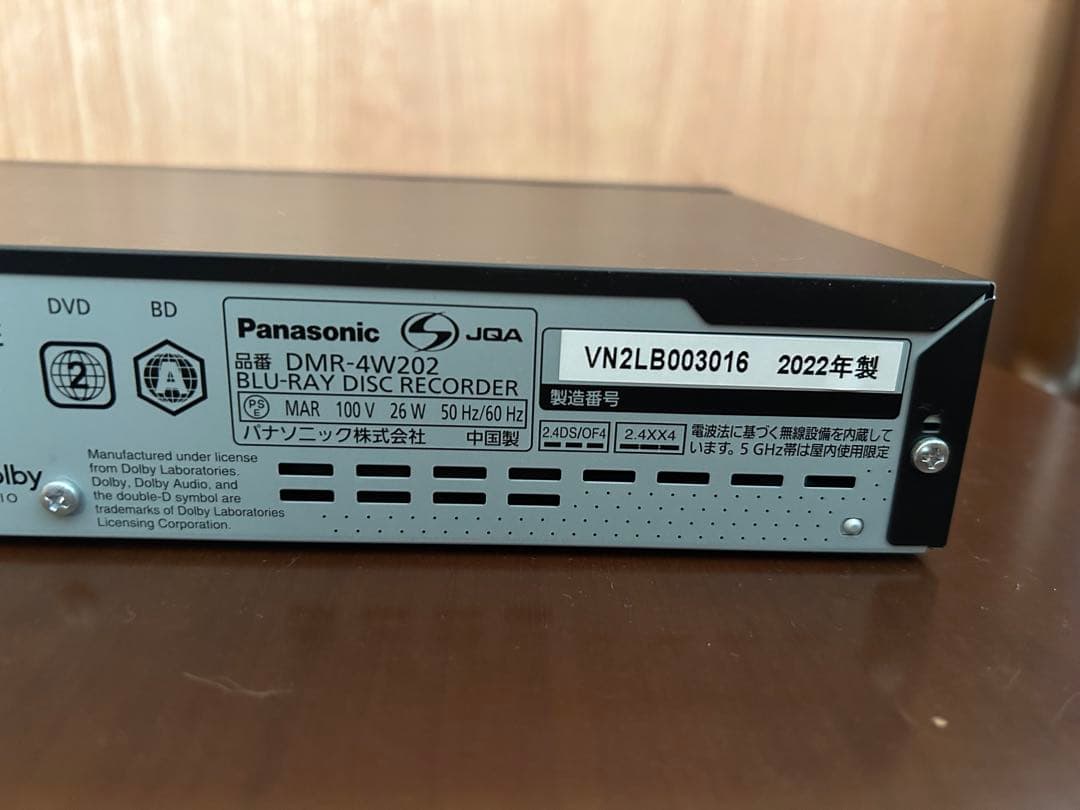 DVD
BD
2
A
Panasonic JQA
品番 DMR-4W202
BLU-RAY DISC RECORDER
PSE MAR 100 V 26 W 50 Hz/60 Hz
パナソニック株式会社 中国製
VN2LB003016 2022年製
製造番号
2.4DS/OF4
2.4XX4
電波法に基づく無線設備を内蔵して
います。5 GHz帯は屋内使用限定
Manufactured under license
from Dolby Laboratories.
Dolby, Dolby Audio, and
the double-D symbol are
trademarks of Dolby Laboratories
Licensing Corporation.
olby